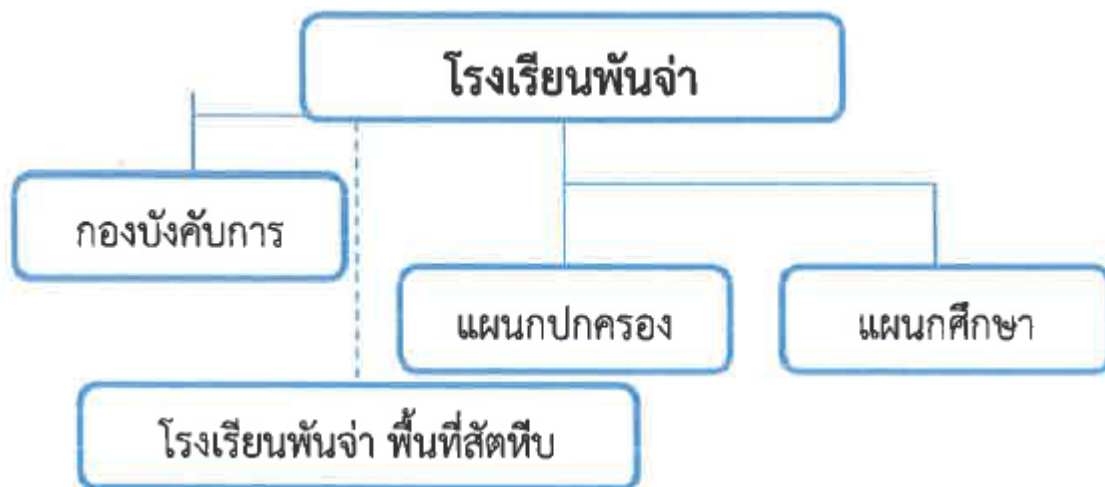 โรงเรียนพันจ่า
กองบังคับการ
แผนกปกครอง
แผนกศึกษา
โรงเรียนพันจ่า พื้นที่สัตหีบ